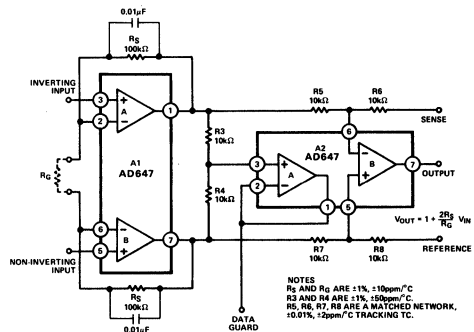 0.01μF
RS
100kΩ
INVERTING
INPUT
3
2
+
–
A
1
R5
10kΩ
R6
10kΩ
SENSE
R3
10kΩ
6
RG
A1
AD647
A2
AD647
3
2
+
–
A
–
+
B
7
OUTPUT
R4
10kΩ
1
5
VOUT = 1 + 2RS/RG VIN
6
5
–
+
B
7
R7
10kΩ
R8
10kΩ
REFERENCE
NON-INVERTING
INPUT
RS
100kΩ
0.01μF
DATA
GUARD
NOTES
RS AND RG ARE ±1%, ±10ppm/°C
R3 AND R4 ARE ±1%, ±50ppm/°C.
R5, R6, R7, R8 ARE A MATCHED NETWORK,
±0.01%, ±2ppm/°C TRACKING TC.